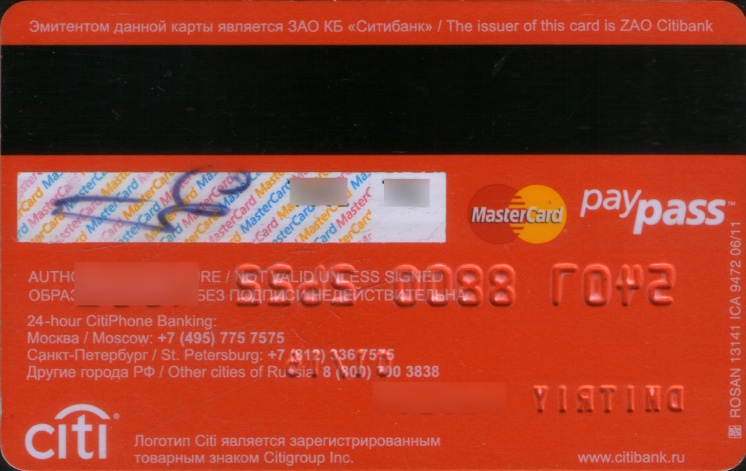 Эмитентом данной карты является ЗАО КБ «Ситибанк» / The issuer of this card is ZAO Citibank
MasterCard
pay pass™
/ NOT VALID UNLESS SIGNED
БЕЗ ПОДПИСИ НЕДЕЙСТВИТЕЛЬНА
24-hour CitiPhone Banking:
Москва / Moscow: +7 (495) 775 7575
Санкт-Петербург / St. Petersburg: +7 (812) 336 7575
Другие города РФ / Other cities of Russia: 8 (800) 700 3838
DMITRIY
citi®
Логотип Citi является зарегистрированным
товарным знаком Citigroup Inc.
www.citibank.ru
ROSAN 13141 ICA 9472 06/11